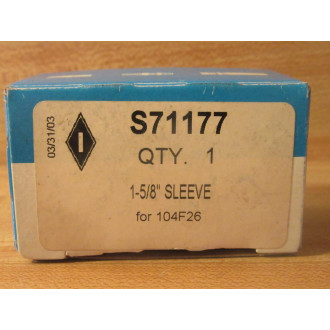 03/31/03
I
S71177
QTY. 1
1-5/8" SLEEVE
for 104F26